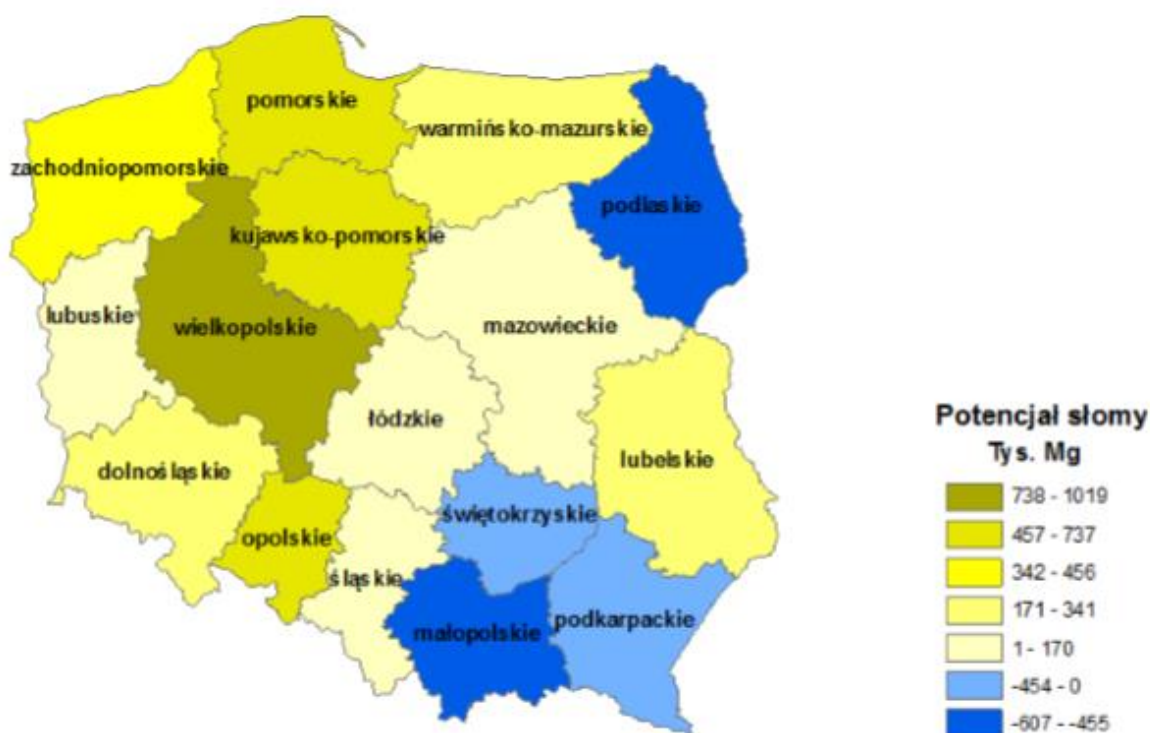 pomorskie
warmińsko-mazurskie
zachodniopomorskie
podlaskie
kujawsko-pomorskie
lubuskie
wielkopolskie
mazowieckie
łódzkie
dolnośląskie
lubelskie
świętokrzyskie
opolskie
śląskie
podkarpackie
małopolskie
Potencjał słomy
Tys. Mg
738 - 1019
457 - 737
342 - 456
171 - 341
1 - 170
-454 - 0
-607 - -455